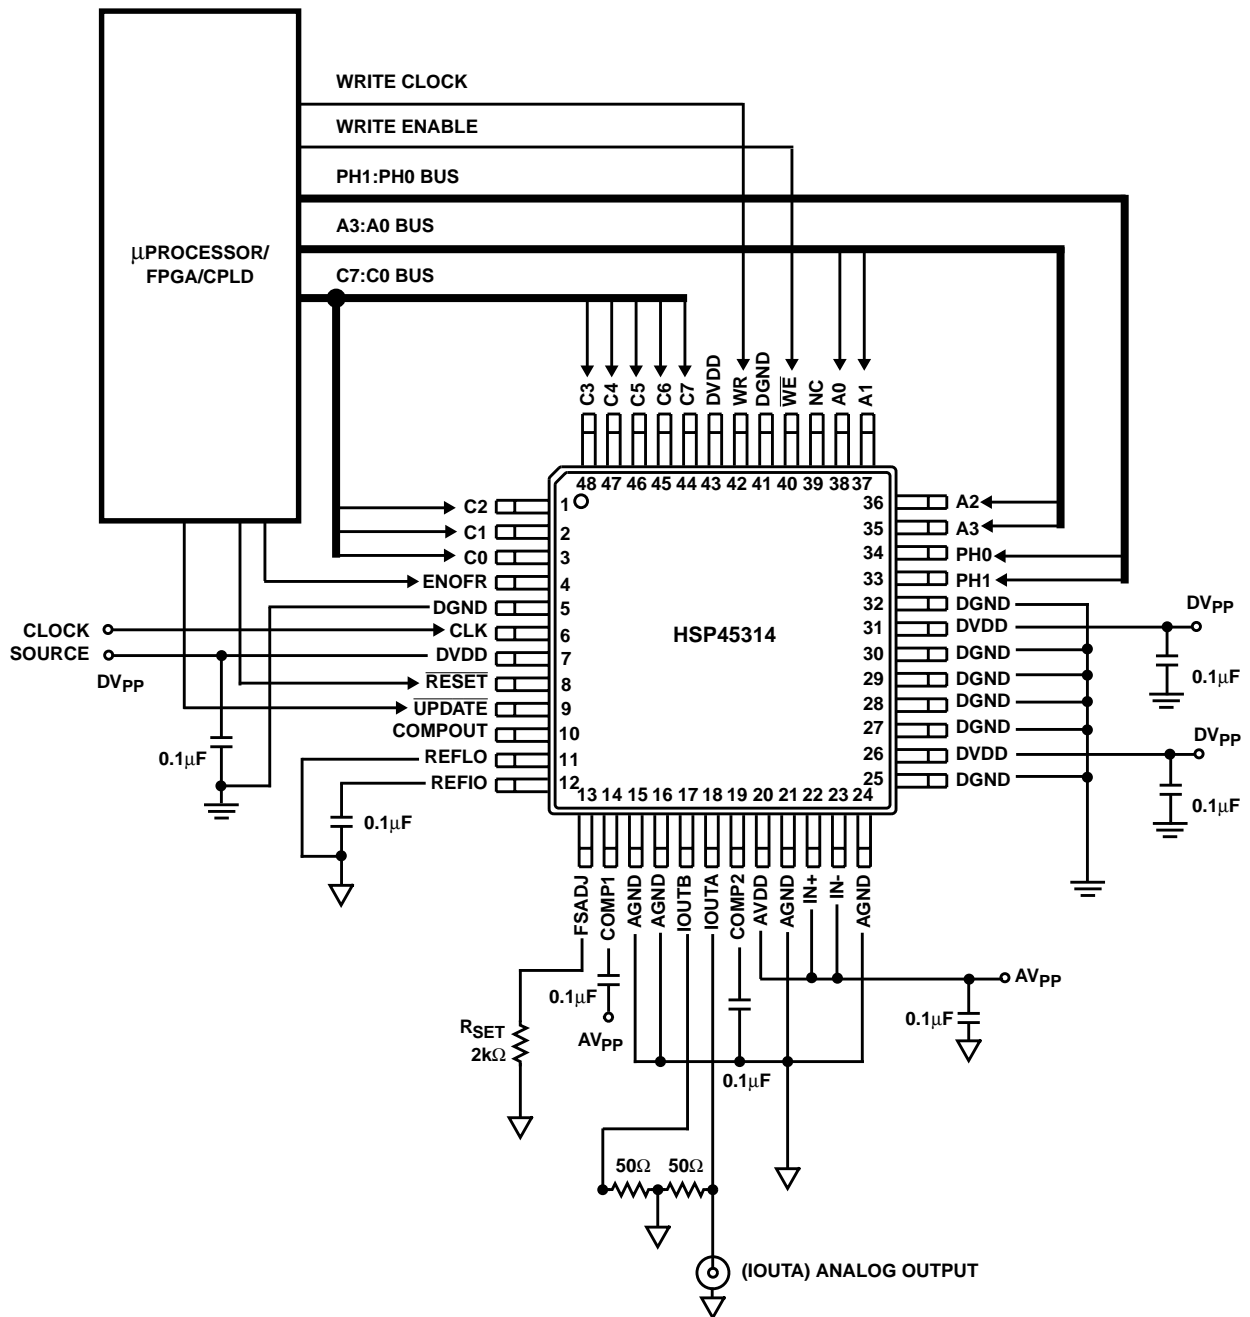 WRITE CLOCK
WRITE ENABLE
PH1:PH0 BUS
A3:A0 BUS
C7:C0 BUS
μPROCESSOR/
FPGA/CPLD
C3
C4
C5
C6
C7
DVDD
WR
DGND
WE
NC
A0
A1
48 47 46 45 44 43 42 41 40 39 38 37
C2 1
C1 2
C0 3
ENOFR 4
DGND 5
CLOCK CLK 6
SOURCE DVDD 7
DVPP
RESET 8
UPDATE 9
COMPOUT 10
REFLO 11
REFIO 12
0.1μF
0.1μF
HSP45314
36 A2
35 A3
34 PH0
33 PH1
32 DGND
31 DVDD
30 DGND
29 DGND
28 DGND
27 DGND
26 DVDD
25 DGND
DVPP
0.1μF
DVPP
0.1μF
13 14 15 16 17 18 19 20 21 22 23 24
FSADJ
COMP1
AGND
AGND
IOUTB
IOUTA
COMP2
AVDD
AGND
IN+
IN-
AGND
RSET
2kΩ
0.1μF
AVPP
0.1μF
0.1μF
AVPP
50Ω 50Ω
(IOUTA) ANALOG OUTPUT